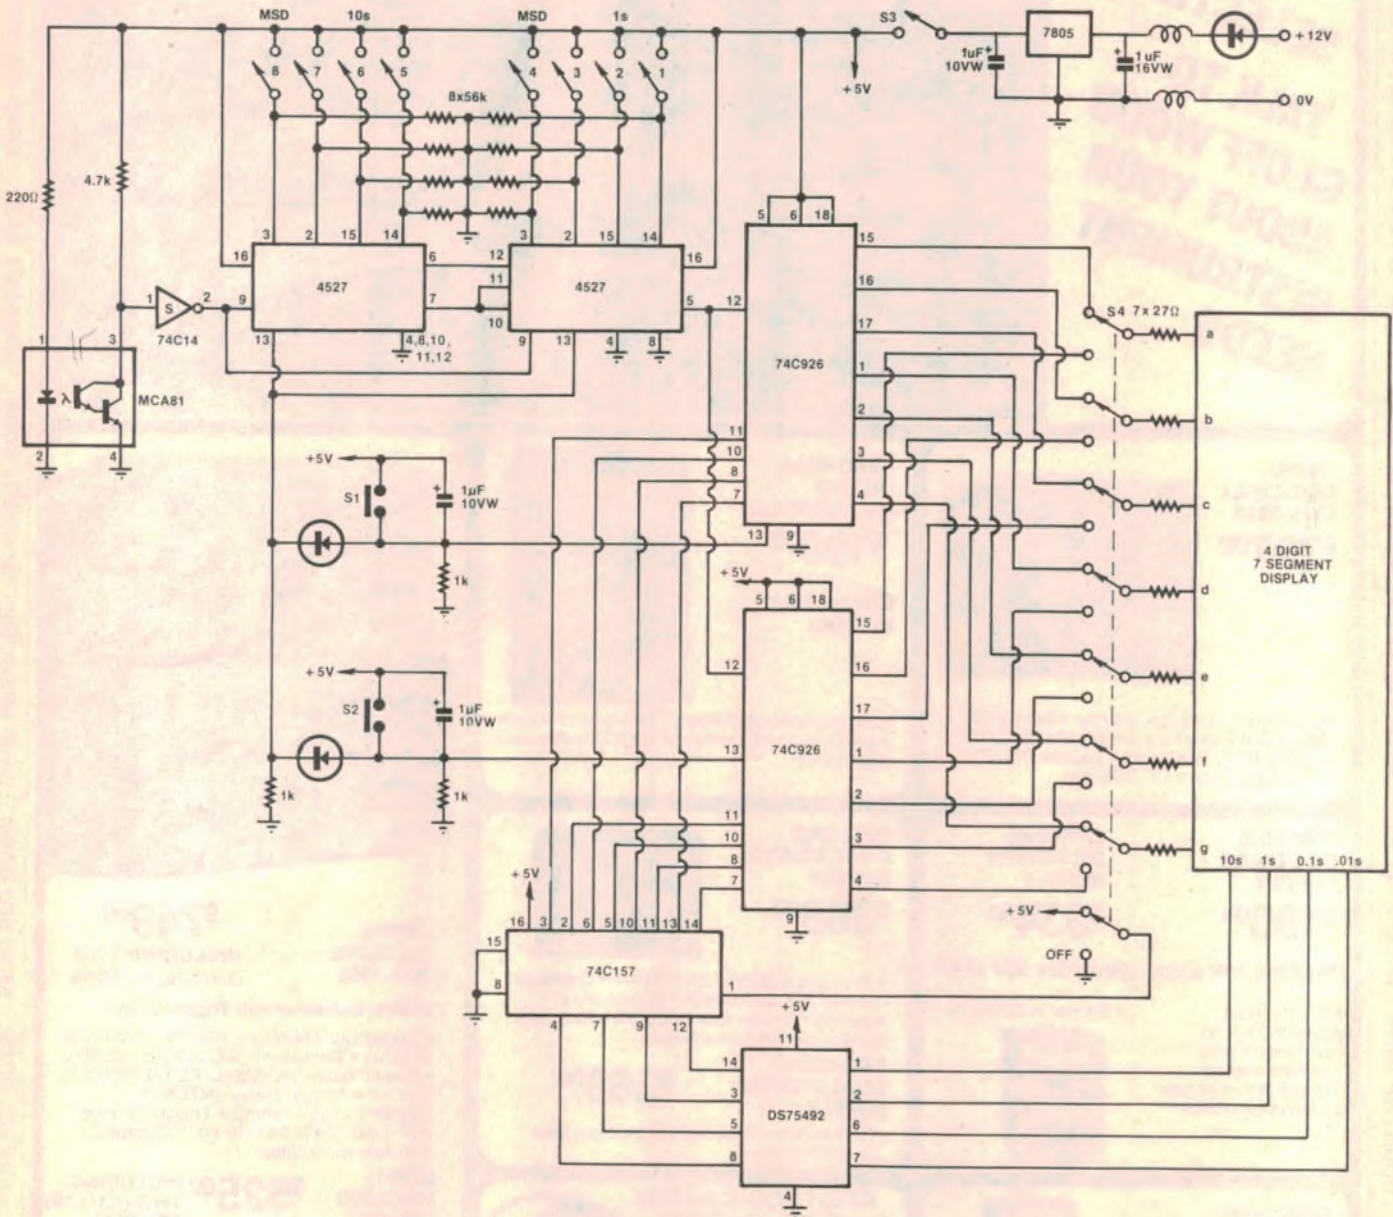 MSD 10s MSD 1s
8 7 6 5 4 3 2 1
S3
7805
+12V
1uF+
10VW
+
1uF
16VW
0V
+5V
8x56k
220Ω
4.7k
3 2 15 14 3 2 15 14
16 4527 6 12 4527 16
9 7 11 10 5
13 4,8,10,
11,12
9 13 4 8
1 S 2
74C14
1 3
MCA81
λ
2 4
5 6 18
12 74C926 15
16
17
1
2
3
4
11
10
8
7
13 9
S4 7x27Ω
a
b
c
d
e
f
g
4 DIGIT
7 SEGMENT
DISPLAY
10s 1s 0.1s .01s
+5V
S1
+
1µF
10VW
1k
+5V
S2
+
1µF
10VW
1k
1k
+5V
5 6 18
12 74C926 15
16
17
13
1
2
3
4
11
10
8
7
9
+5V
16 3 2 6 5 10 11 13 14
15 74C157
8 1
4 7 9 12
+5V
OFF
+5V
11
14 1
3 DS75492 2
5 6
8 7
4